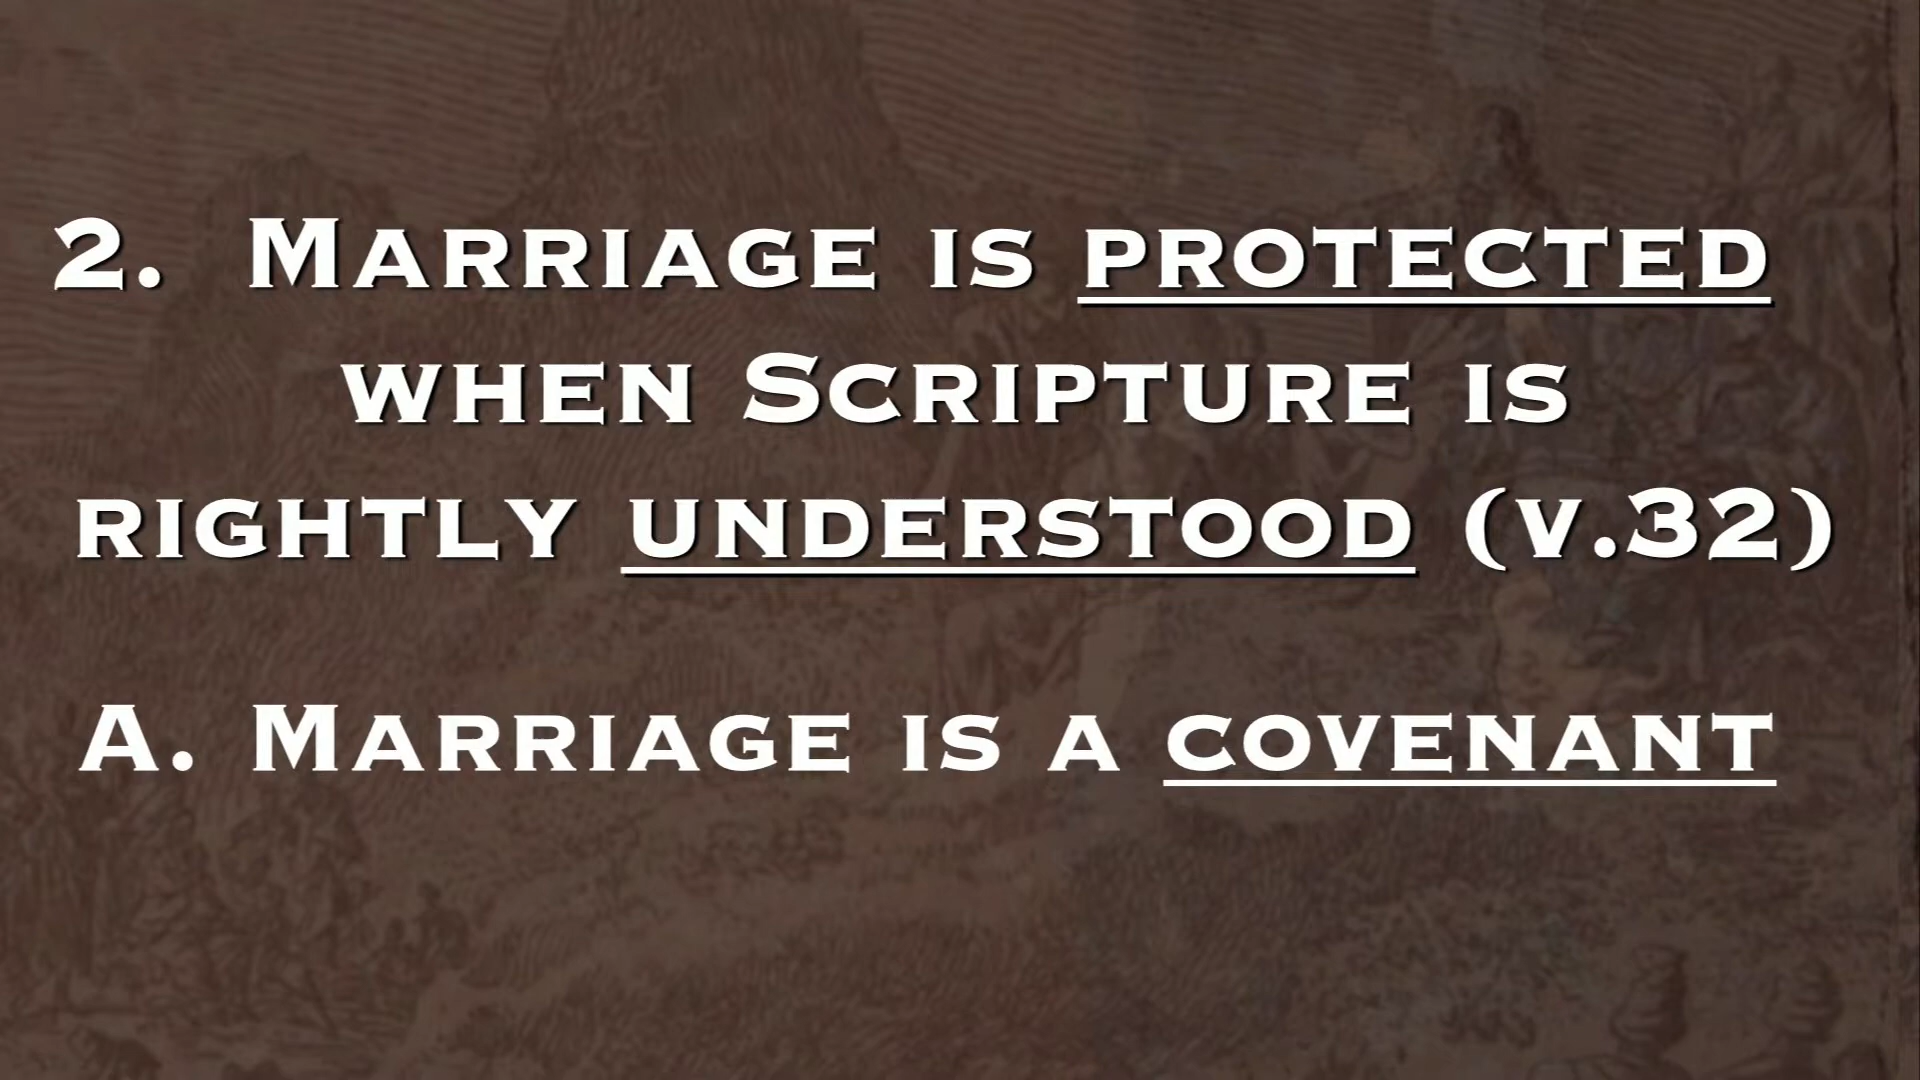 2. Marriage is protected
when Scripture is
rightly understood (v.32)
A. Marriage is a covenant